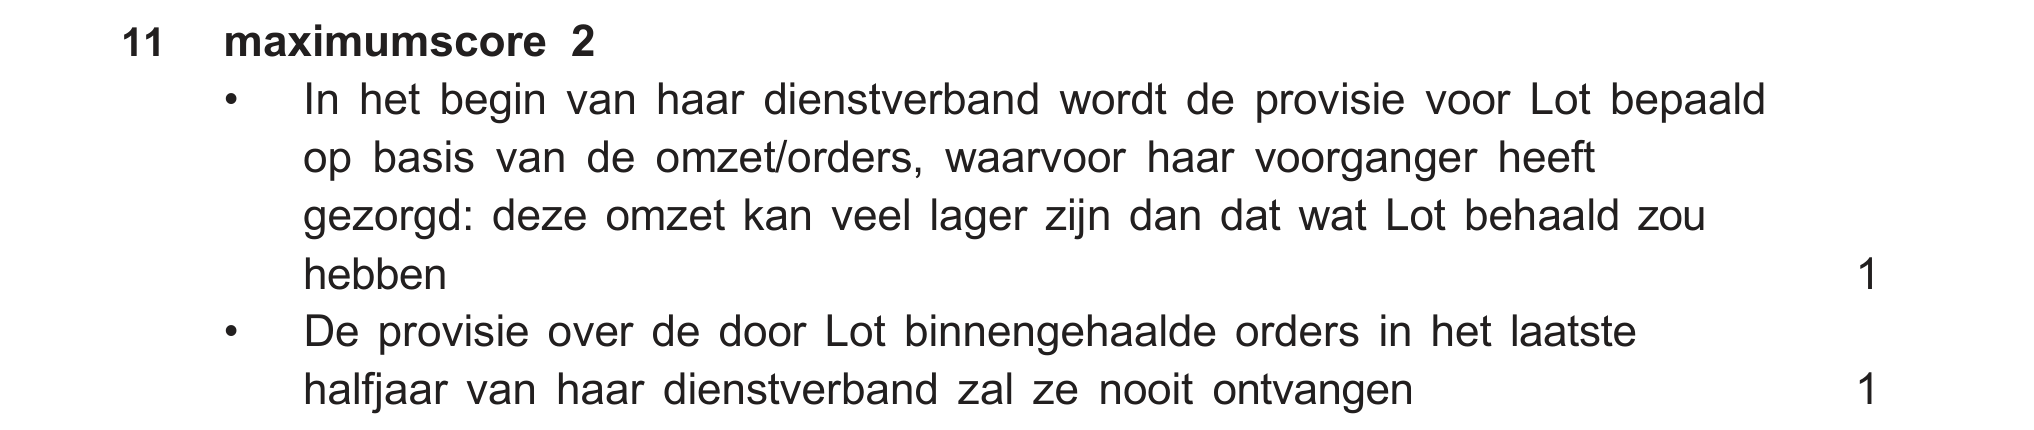 11 maximumscore 2
• In het begin van haar dienstverband wordt de provisie voor Lot bepaald
op basis van de omzet/orders, waarvoor haar voorganger heeft
gezorgd: deze omzet kan veel lager zijn dan dat wat Lot behaald zou
hebben 1
• De provisie over de door Lot binnengehaalde orders in het laatste
halfjaar van haar dienstverband zal ze nooit ontvangen 1